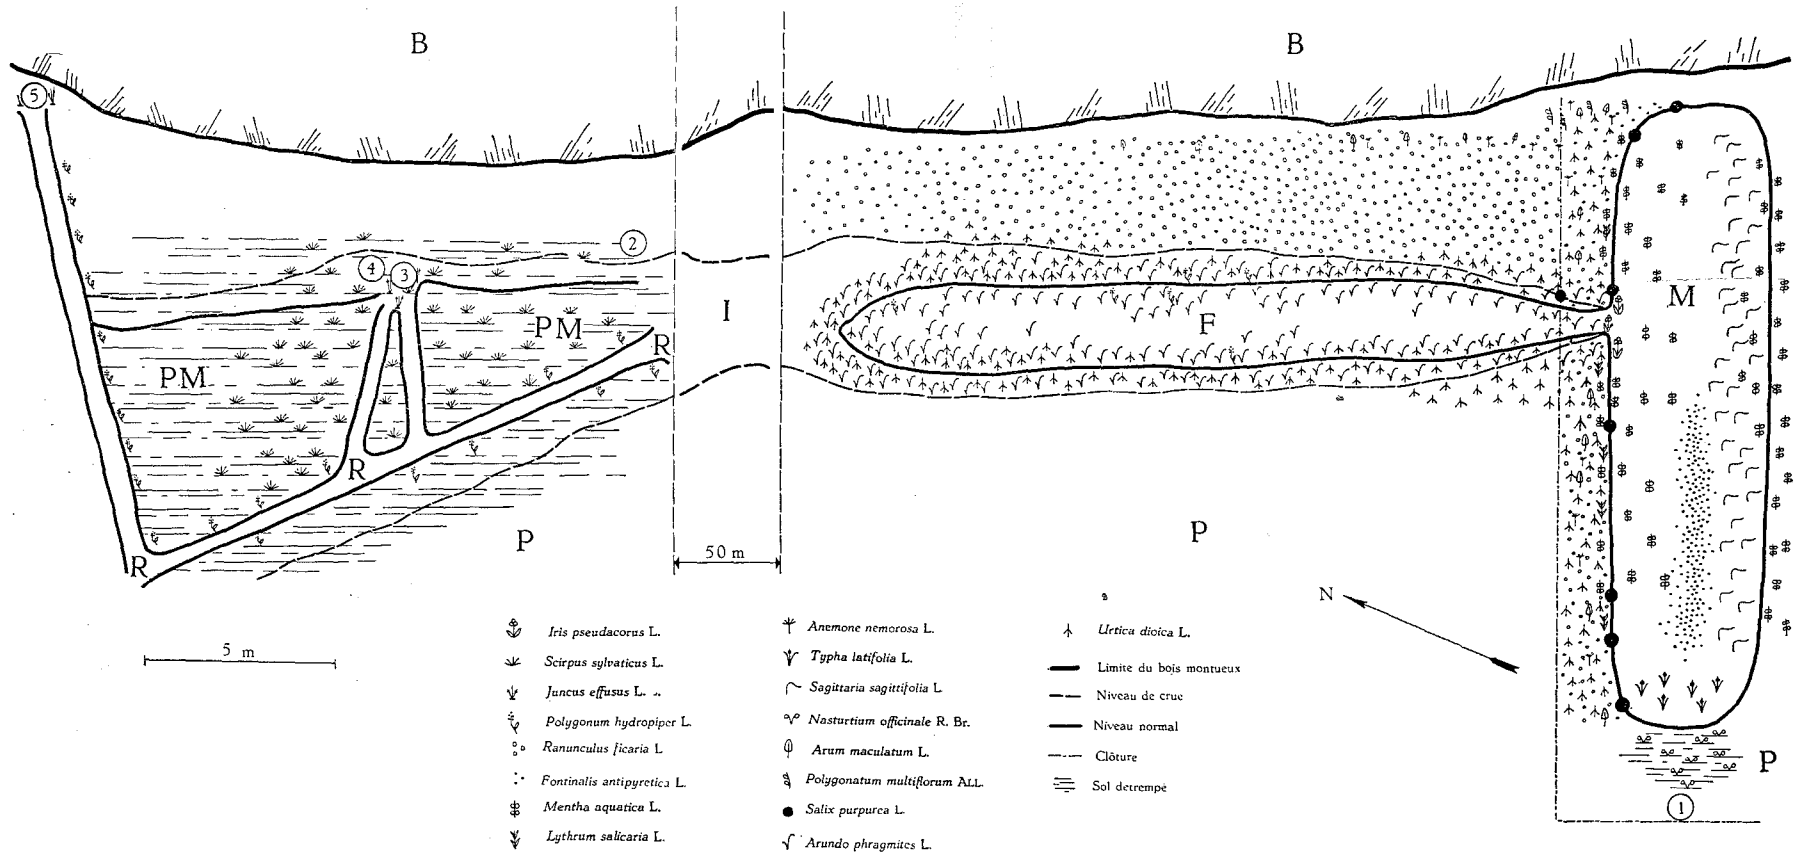 B
B
5
2
4
3
I
PM
R
F
M
PM
R
R
P
P
50 m
P
1
N
5 m
Iris pseudacorus L.
Scirpus sylvaticus L.
Juncus effusus L.
Polygonum hydropiper L.
Ranunculus ficaria L
Fontinalis antipyretica L.
Mentha aquatica L.
Lythrum salicaria L.
Anemone nemorosa L.
Typha latifolia L.
Sagittaria sagittifolia L
Nasturtium officinale R. Br.
Arum maculatum L.
Polygonatum multiflorum ALL.
Salix purpurea L.
Arundo phragmites L.
Urtica dioica L.
Limite du bois montueux
Niveau de crue
Niveau normal
Clôture
Sol detrempé